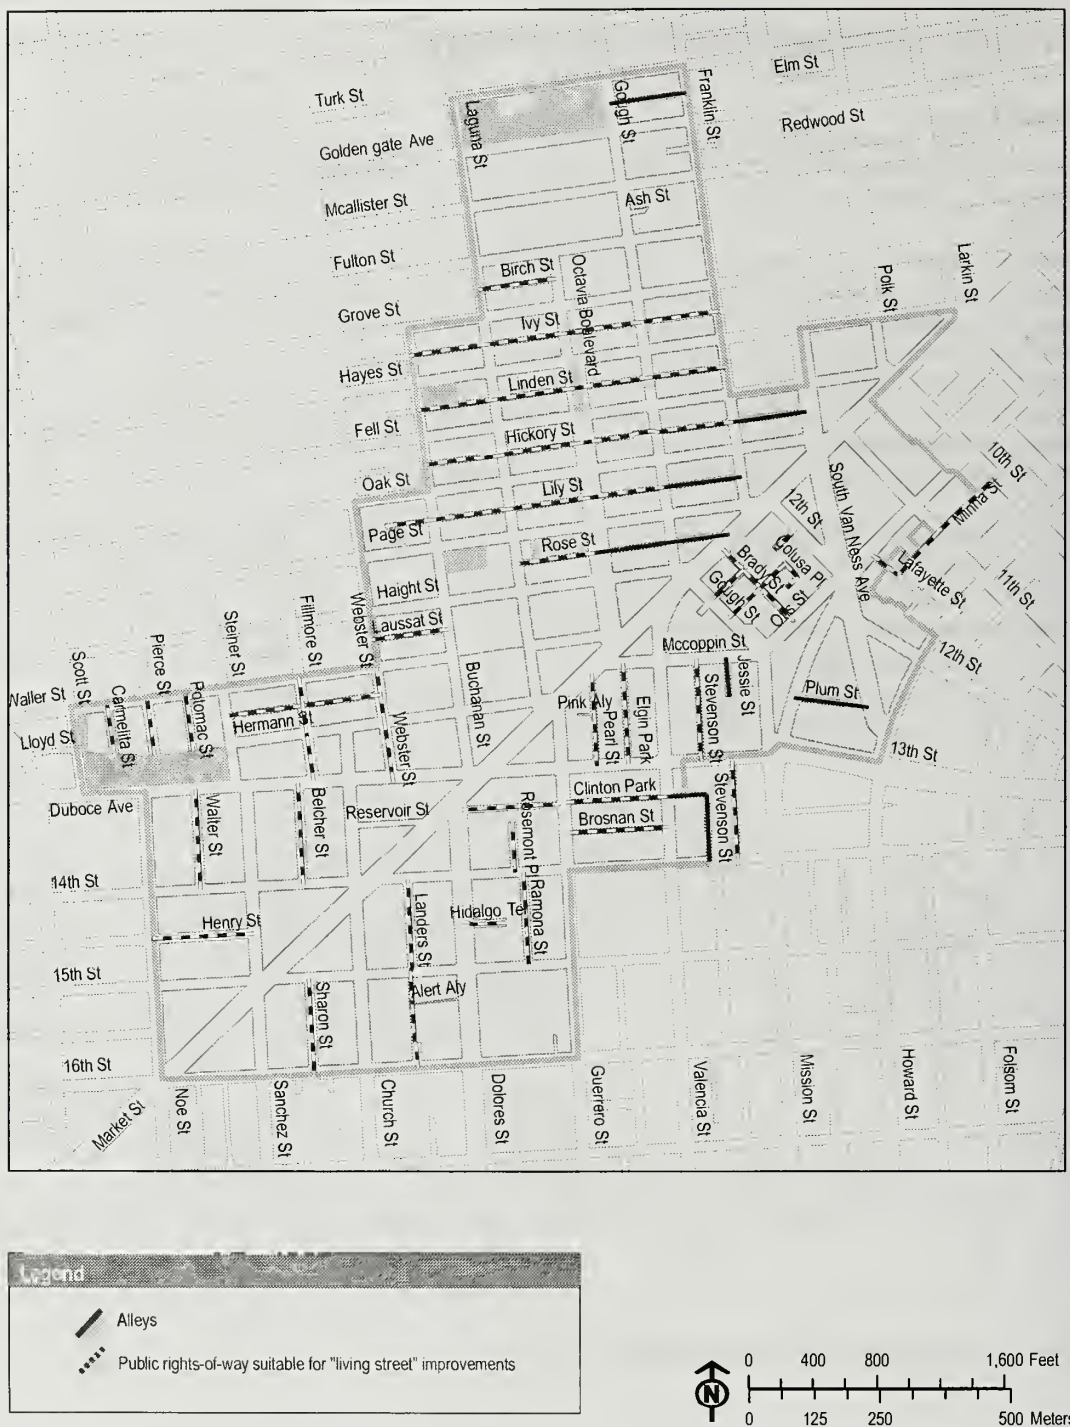 Elm St
Turk St
Redwood St
Golden gate Ave
Laguna St
Gough St
Franklin St
Mcallister St
Ash St
Fulton St
Birch St
Octavia Boulevard
Larkin St
Polk St
Grove St
Ivy St
Hayes St
Linden St
Fell St
Hickory St
Oak St
Lily St
10th St
South Van Ness Ave
12th St
Minna St
Page St
Rose St
Colusa Pl
Brady St
Lafayette St
11th St
Gough St
Otis St
Haight St
Laussat St
Webster St
Fillmore St
Steiner St
Pierce St
Scott St
Mccoppin St
12th St
Waller St
Carmelita St
Potomac St
Hermann St
Buchanan St
Webster St
Pink Aly
Pearl St
Elgin Park
Stevenson St
Jessie St
Plum St
Lloyd St
13th St
Duboce Ave
Walter St
Belcher St
Reservoir St
Rosemont Pl
Clinton Park
Brosnan St
Stevenson St
14th St
Henry St
Landers St
Hidalgo Te
Ramona St
15th St
Sharon St
Alert Aly
16th St
Market St
Noe St
Sanchez St
Church St
Dolores St
Guerrero St
Valencia St
Mission St
Howard St
Folsom St
Legend
Alleys
Public rights-of-way suitable for "living street" improvements
N
0 400 800 1,600 Feet
0 125 250 500 Meters